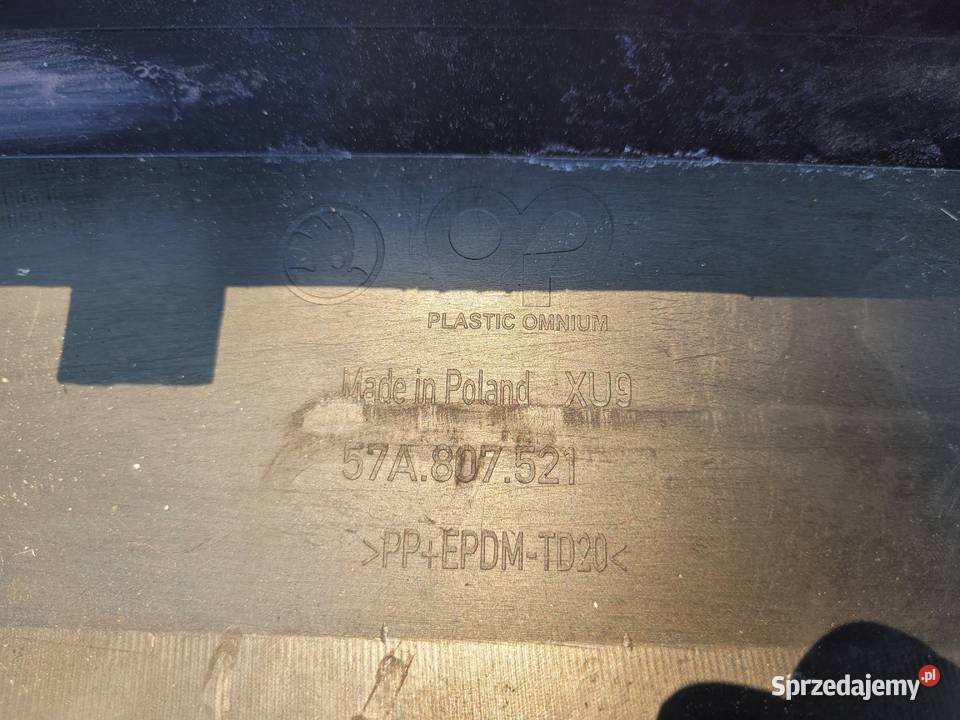 PLASTIC OMNIUM
Made in Poland XU9
57A.807.521
>PP+EPDM-TD20<
Sprzedajemy.pl